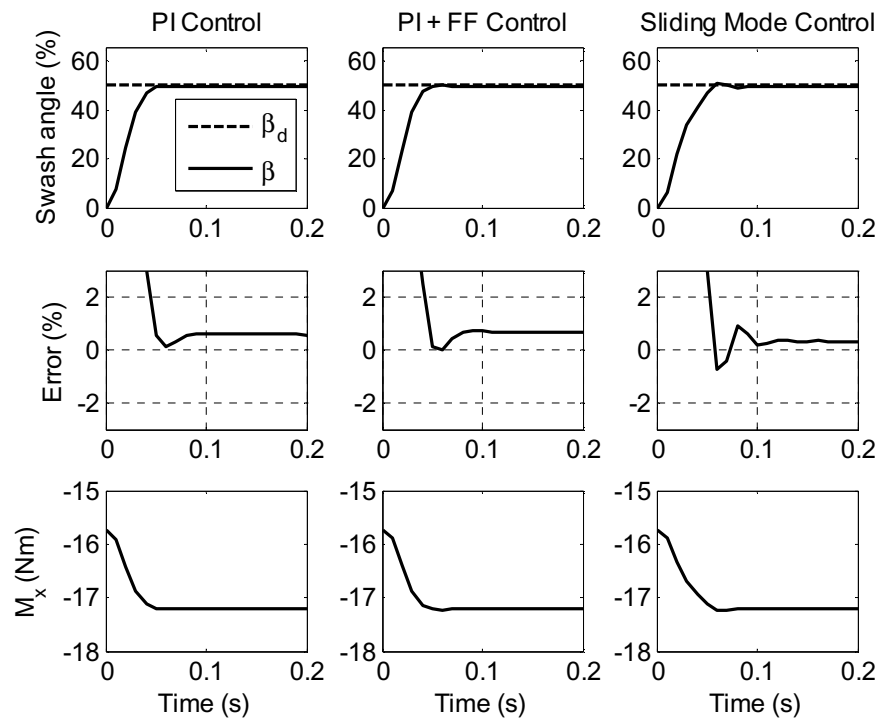 PI Control PI + FF Control Sliding Mode Control
Swash angle (%)
60
40
20
0
β_d
β
0 0.1 0.2
60
40
20
0
0 0.1 0.2
60
40
20
0
0 0.1 0.2
Error (%)
2
0
-2
0 0.1 0.2
2
0
-2
0 0.1 0.2
2
0
-2
0 0.1 0.2
M_x (Nm)
-15
-16
-17
-18
0 0.1 0.2
-15
-16
-17
-18
0 0.1 0.2
-15
-16
-17
-18
0 0.1 0.2
Time (s) Time (s) Time (s)